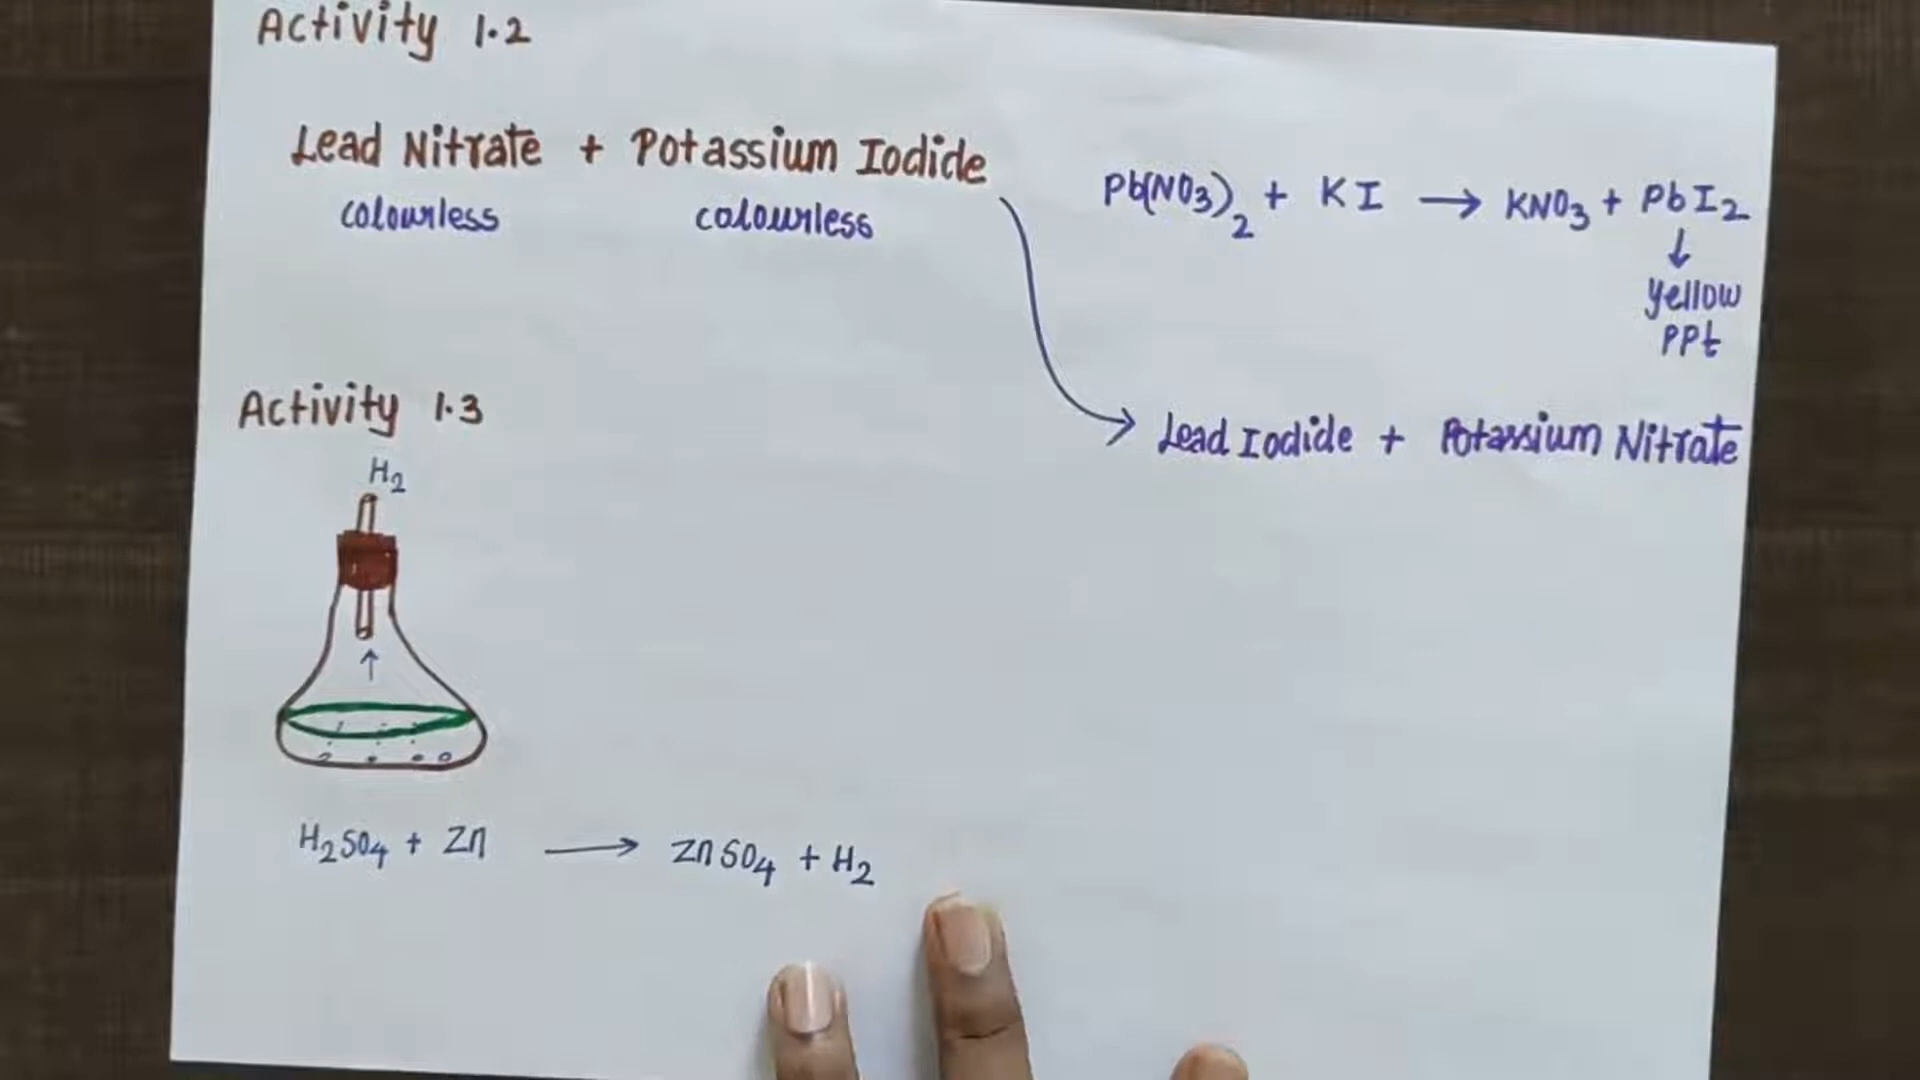 Activity 1.2
Lead Nitrate + Potassium Iodide
colourless colourless
Pb(NO3)2 + KI → KNO3 + PbI2
↓
yellow
ppt
Lead Iodide + Potassium Nitrate
Activity 1.3
H2
↑
H2SO4 + Zn → ZnSO4 + H2